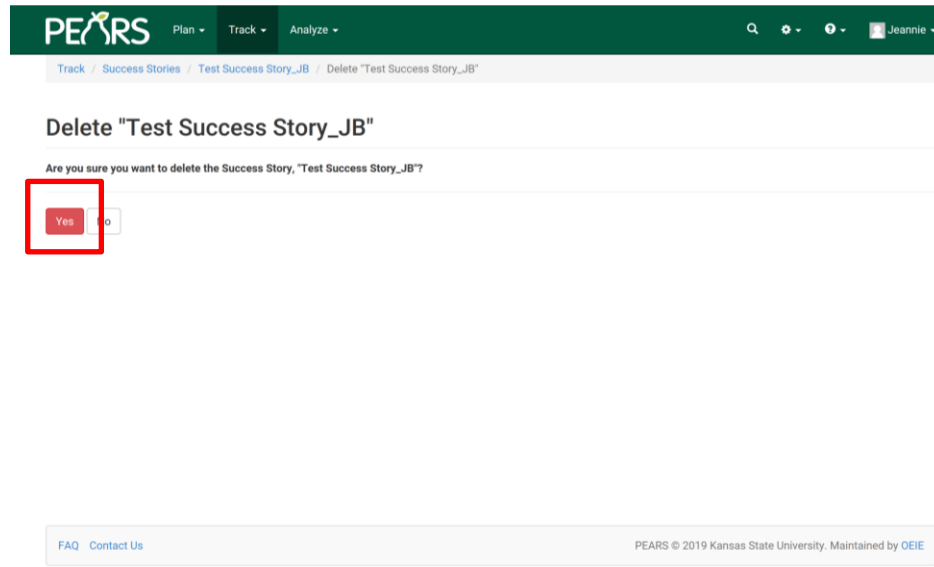 PEARS Plan Track Analyze Jeannie
Track / Success Stories / Test Success Story_JB / Delete "Test Success Story_JB"
Delete "Test Success Story_JB"
Are you sure you want to delete the Success Story, "Test Success Story_JB"?
Yes No
FAQ Contact Us PEARS © 2019 Kansas State University. Maintained by OEIE